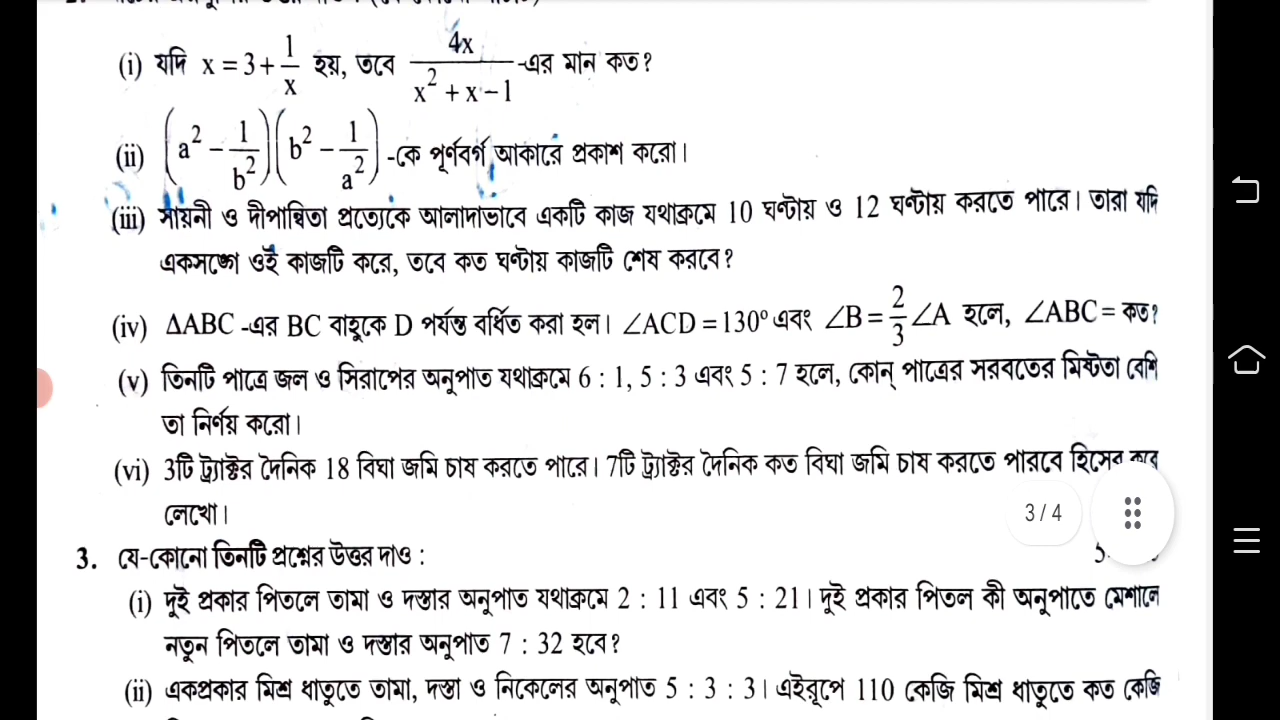 (i) যদি x = 3 + 1/x হয়, তবে 4x/(x² + x − 1) -এর মান কত?
(ii) (a² − 1/b²)(b² − 1/a²) -কে পূর্ণবর্গ আকারে প্রকাশ করো।
(iii) সায়নী ও দীপান্বিতা প্রত্যেকে আলাদাভাবে একটি কাজ যথাক্রমে 10 ঘণ্টায় ও 12 ঘণ্টায় করতে পারে। তারা যদি
একসঙ্গে ওই কাজটি করে, তবে কত ঘণ্টায় কাজটি শেষ করবে?
(iv) ΔABC -এর BC বাহুকে D পর্যন্ত বর্ধিত করা হল। ∠ACD = 130° এবং ∠B = 2/3 ∠A হলে, ∠ABC = কত?
(v) তিনটি পাত্রে জল ও সিরাপের অনুপাত যথাক্রমে 6 : 1, 5 : 3 এবং 5 : 7 হলে, কোন্ পাত্রের সরবতের মিষ্টতা বেশি
তা নির্ণয় করো।
(vi) 3টি ট্র্যাক্টর দৈনিক 18 বিঘা জমি চাষ করতে পারে। 7টি ট্র্যাক্টর দৈনিক কত বিঘা জমি চাষ করতে পারবে হিসেব করে
লেখো।
3 / 4
3. যে-কোনো তিনটি প্রশ্নের উত্তর দাও :
(i) দুই প্রকার পিতলে তামা ও দস্তার অনুপাত যথাক্রমে 2 : 11 এবং 5 : 21। দুই প্রকার পিতল কী অনুপাতে মেশালে
নতুন পিতলে তামা ও দস্তার অনুপাত 7 : 32 হবে?
(ii) একপ্রকার মিশ্র ধাতুতে তামা, দস্তা ও নিকেলের অনুপাত 5 : 3 : 3। এইরূপে 110 কেজি মিশ্র ধাতুতে কত কেজি